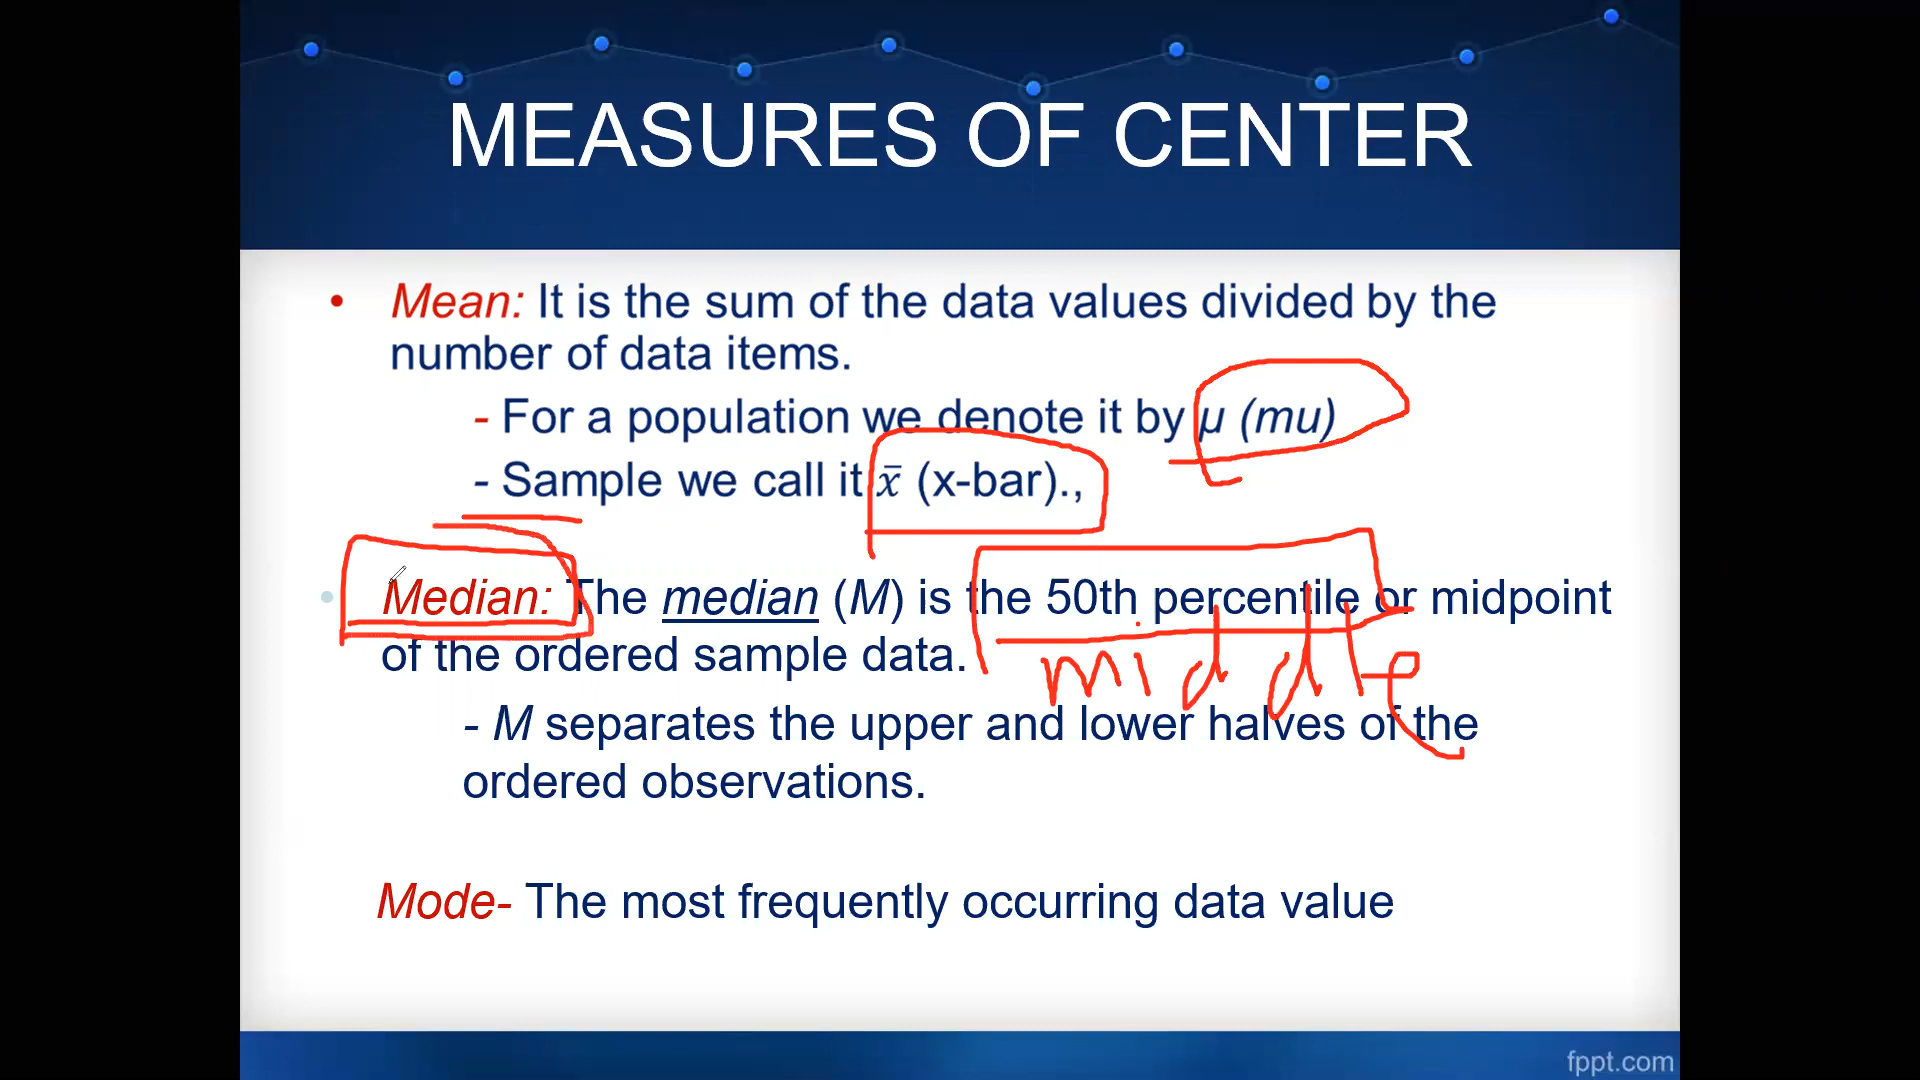 MEASURES OF CENTER
• Mean: It is the sum of the data values divided by the
number of data items.
- For a population we denote it by μ (mu)
- Sample we call it x̄ (x-bar).,
• Median: The median (M) is the 50th percentile or midpoint
of the ordered sample data.
middle
- M separates the upper and lower halves of the
ordered observations.
Mode- The most frequently occurring data value
fppt.com